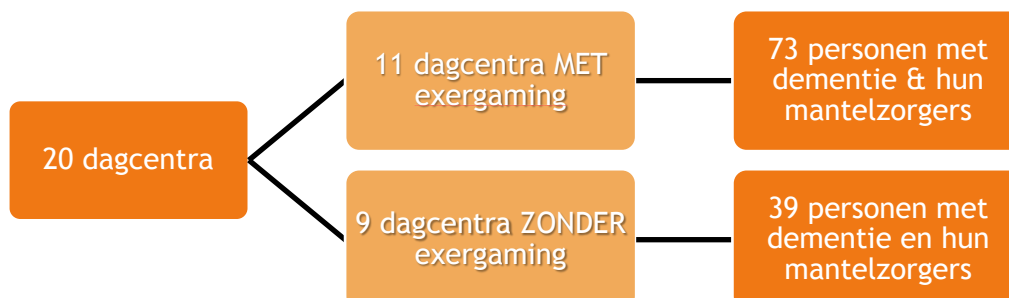 20 dagcentra
11 dagcentra MET
exergaming
73 personen met
dementie & hun
mantelzorgers
9 dagcentra ZONDER
exergaming
39 personen met
dementie en hun
mantelzorgers